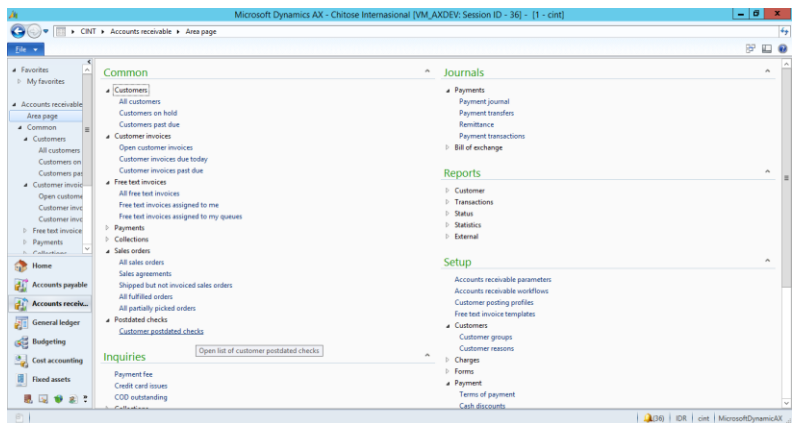 Microsoft Dynamics AX - Chitose Internasional [VM_AXDEV: Session ID - 36] - [1 - cint]
CINT
Accounts receivable
Area page
File
Favorites
My favorites
Accounts receivable
Area page
Common
Customers
All customers
Customers on
Customers pas
Customer invoic
Open custome
Customer invc
Customer invc
Free text invoice
Payments
Collections
Home
Accounts payable
Accounts receiv...
General ledger
Budgeting
Cost accounting
Fixed assets
Common
Customers
All customers
Customers on hold
Customers past due
Customer invoices
Open customer invoices
Customer invoices due today
Customer invoices past due
Free text invoices
All free text invoices
Free text invoices assigned to me
Free text invoices assigned to my queues
Payments
Collections
Sales orders
All sales orders
Sales agreements
Shipped but not invoiced sales orders
All fulfilled orders
All partially picked orders
Postdated checks
Customer postdated checks
Open list of customer postdated checks
Inquiries
Payment fee
Credit card issues
COD outstanding
Collections
Journals
Payments
Payment journal
Payment transfers
Remittance
Payment transactions
Bill of exchange
Reports
Customer
Transactions
Status
Statistics
External
Setup
Accounts receivable parameters
Accounts receivable workflows
Customer posting profiles
Free text invoice templates
Customers
Customer groups
Customer reasons
Charges
Forms
Payment
Terms of payment
Cash discounts
(36)
IDR
cint
MicrosoftDynamicsAX